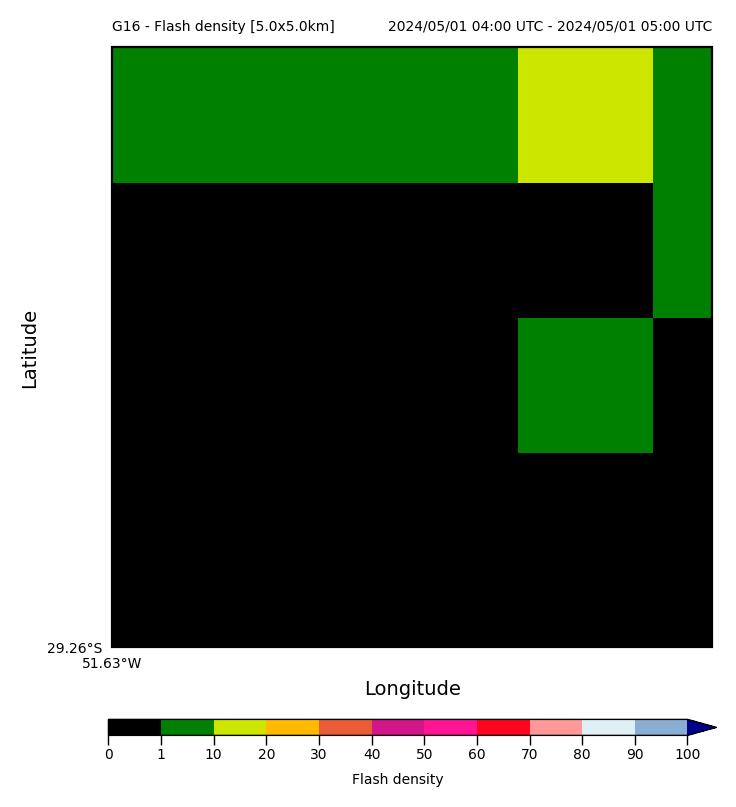 G16 - Flash density [5.0x5.0km] 2024/05/01 04:00 UTC - 2024/05/01 05:00 UTC
Latitude
29.26°S
51.63°W
Longitude
0 1 10 20 30 40 50 60 70 80 90 100
Flash density